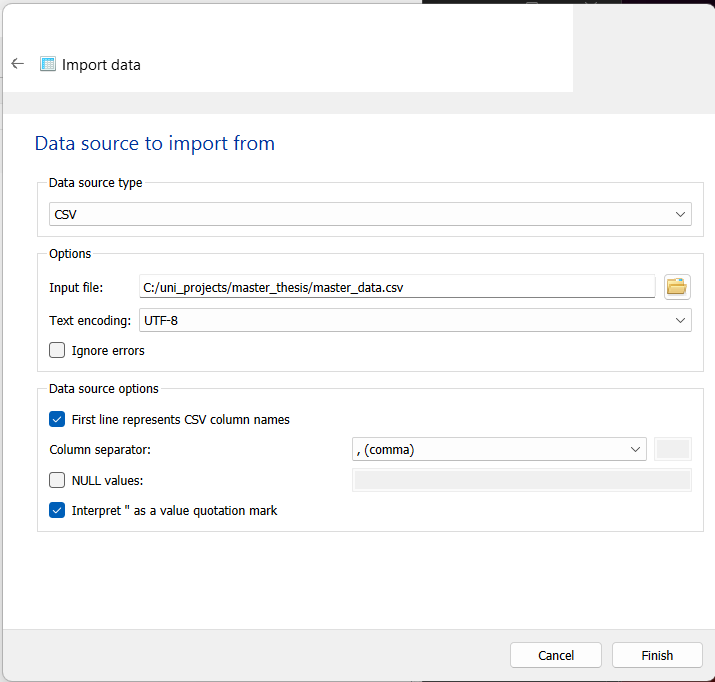 Import data
Data source to import from
Data source type
CSV
Options
Input file: C:/uni_projects/master_thesis/master_data.csv
Text encoding: UTF-8
Ignore errors
Data source options
First line represents CSV column names
Column separator: , (comma)
NULL values:
Interpret " as a value quotation mark
Cancel Finish